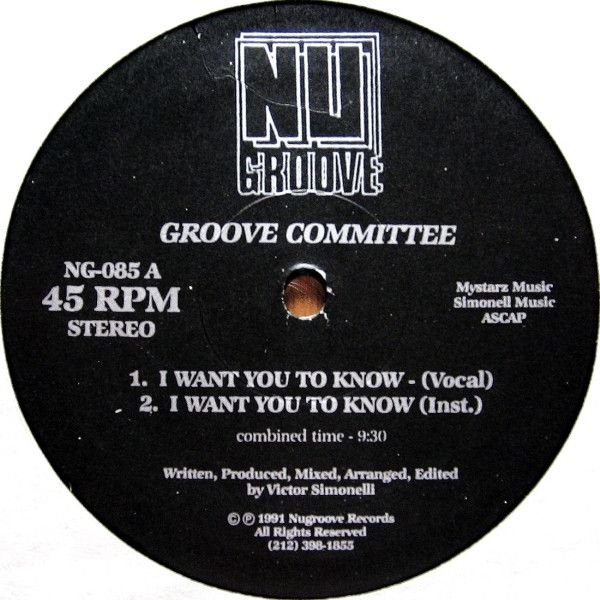 NU
GROOVE
GROOVE COMMITTEE
NG-085 A
45 RPM
STEREO
Mystarz Music
Simonell Music
ASCAP
1. I WANT YOU TO KNOW - (Vocal)
2. I WANT YOU TO KNOW (Inst.)
combined time - 9:30
Written, Produced, Mixed, Arranged, Edited
by Victor Simonelli
© ℗ 1991 Nugroove Records
All Rights Reserved
(212) 398-1855